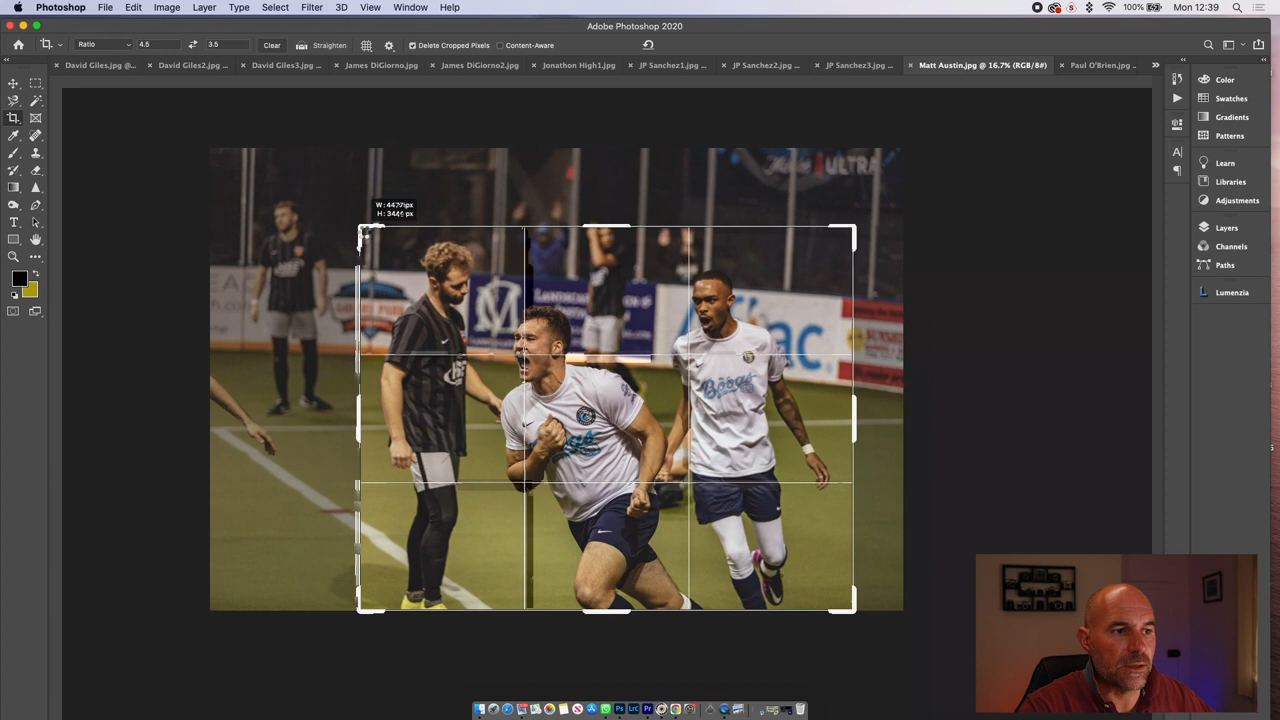 Photoshop File Edit Image Layer Type Select Filter 3D View Window Help 100% Mon 12:39
Adobe Photoshop 2020
Ratio 4.5 3.5 Clear Straighten Delete Cropped Pixels Content-Aware
David Giles.jpg @... David Giles2.jpg ... David Giles3.jpg ... James DiGiorno.jpg James DiGiorno2.jpg Jonathon High1.jpg JP Sanchez1.jpg ... JP Sanchez2.jpg ... JP Sanchez3.jpg ... Matt Austin.jpg @ 16.7% (RGB/8#) Paul O'Brien.jpg ...
Color
Swatches
Gradients
Patterns
Learn
Libraries
Adjustments
Layers
Channels
Paths
Lumenzia
ULTRA
W:
H: